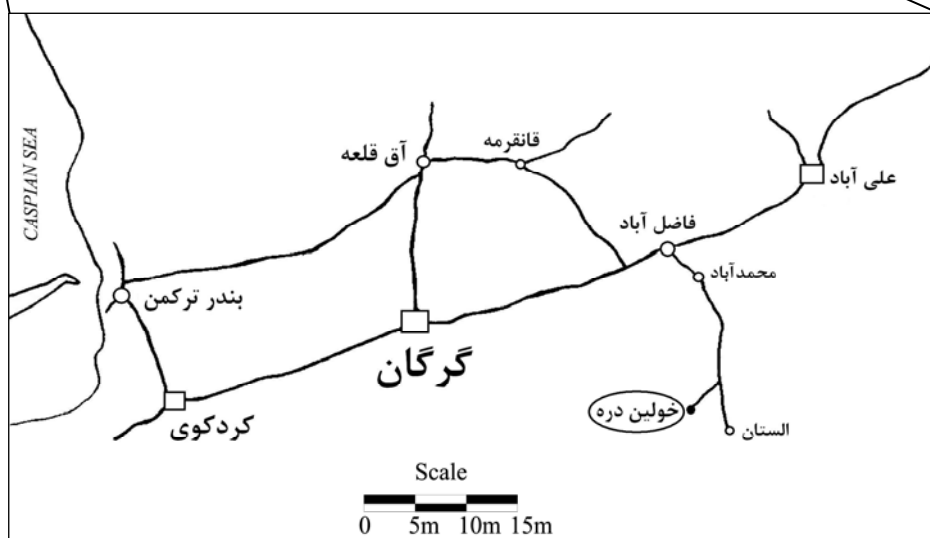 CASPIAN SEA
آق قلعه
قانقرمه
علی آباد
فاضل آباد
محمدآباد
بندر ترکمن
گرگان
کردکوی
خولین دره
الستان
Scale
0 5m 10m 15m